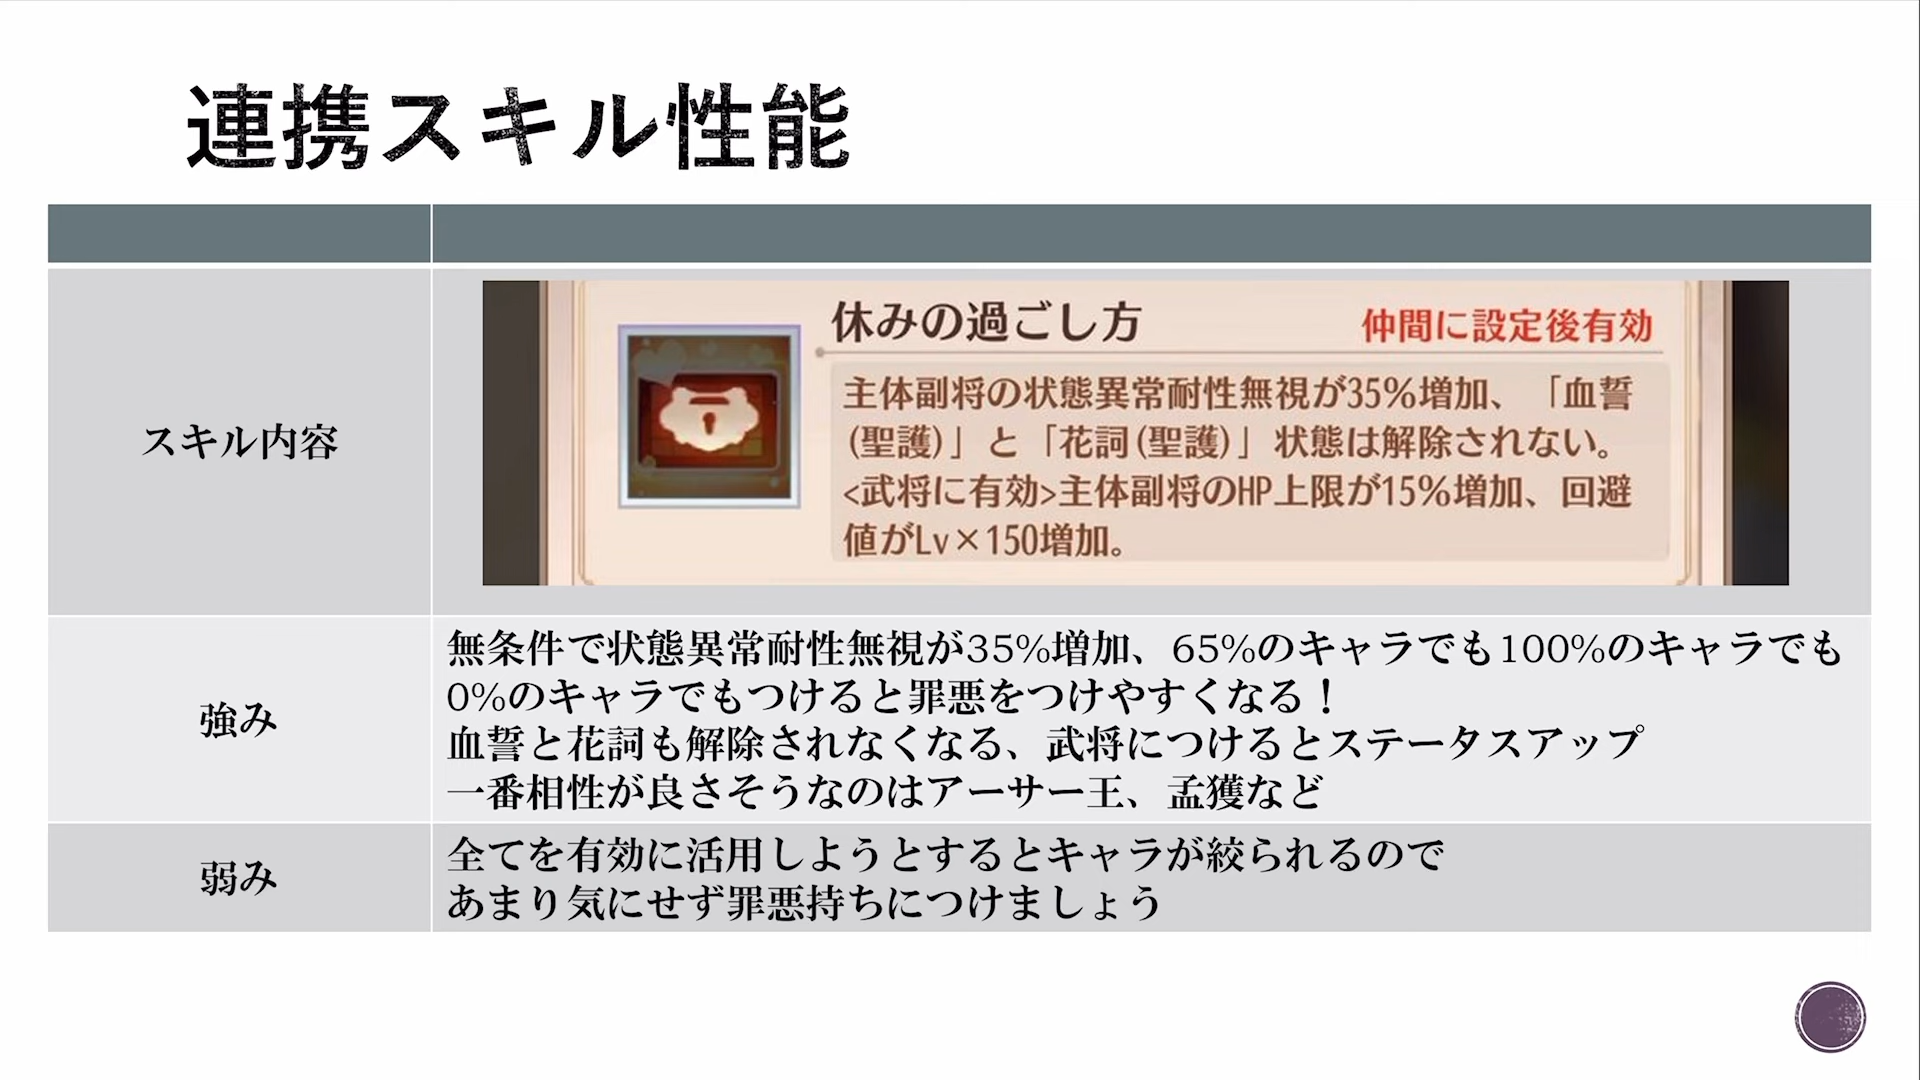 連携スキル性能
スキル内容
休みの過ごし方
仲間に設定後有効
主体副将の状態異常耐性無視が35%増加、「血誓
(聖護)」と「花詞(聖護)」状態は解除されない。
<武将に有効>主体副将のHP上限が15%増加、回避
値がLv×150増加。
強み
無条件で状態異常耐性無視が35%増加、65%のキャラでも100%のキャラでも
0%のキャラでもつけると罪悪をつけやすくなる！
血誓と花詞も解除されなくなる、武将につけるとステータスアップ
一番相性が良さそうなのはアーサー王、孟獲など
弱み
全てを有効に活用しようとするとキャラが絞られるので
あまり気にせず罪悪持ちにつけましょう